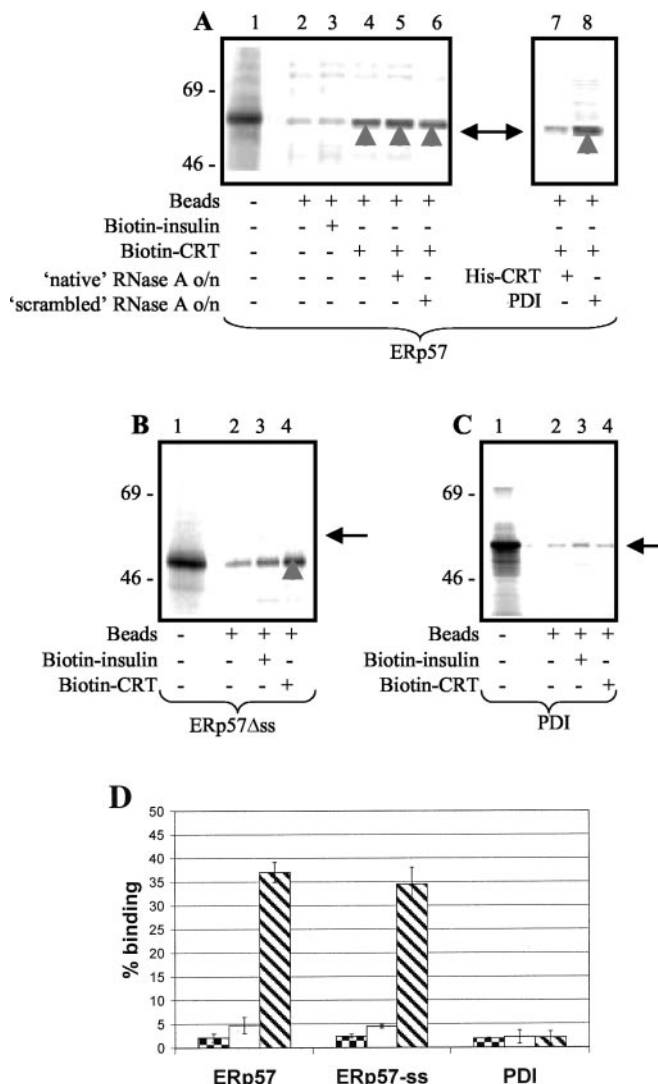 A 1 2 3 4 5 6 7 8
69 -
46 -
Beads - + + + + + + +
Biotin-insulin - - + - - -
Biotin-CRT - - - + + + + +
'native' RNase A o/n - - - - + - His-CRT + -
'scrambled' RNase A o/n - - - - - + PDI - +
ERp57
B 1 2 3 4 C 1 2 3 4
69 - 69 -
46 - 46 -
Beads - + + + Beads - + + +
Biotin-insulin - - + - Biotin-insulin - - + -
Biotin-CRT - - - + Biotin-CRT - - - +
ERp57Δss PDI
D
50
45
40
35
30
25
20
15
10
5
0
% binding
ERp57 ERp57-ss PDI